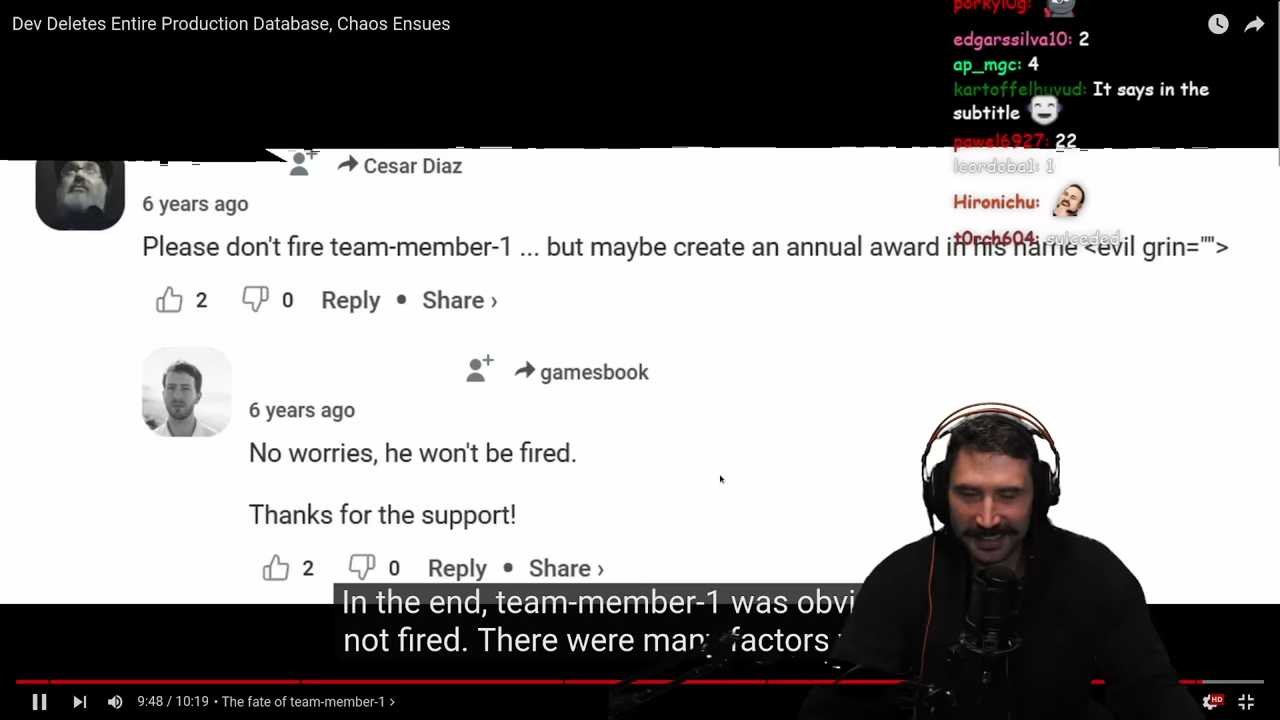 Dev Deletes Entire Production Database, Chaos Ensues
edgarssilva10: 2
ap_mgc: 4
kartoffelhuvud: It says in the
subtitle
pawel6927: 22
lcordoba1: 1
Hironichu:
t0rch604: suiceded
Cesar Diaz
6 years ago
Please don't fire team-member-1 ... but maybe create an annual award in his name <evil grin="">
2 0 Reply • Share ›
gamesbook
6 years ago
No worries, he won't be fired.
Thanks for the support!
2 0 Reply • Share ›
In the end, team-member-1 was obvi
not fired. There were many factors
9:48 / 10:19 • The fate of team-member-1 ›
HD